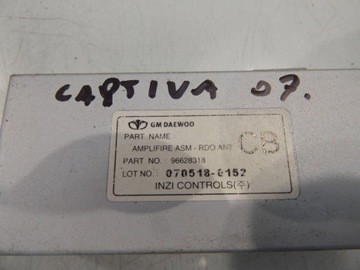 CAPTIVA 07.
GM DAEWOO
PART NAME
AMPLIFIRE ASM - RDO ANT CB
PART NO. 96628318
LOT NO: 070518-0152
INZI CONTROLS(주)